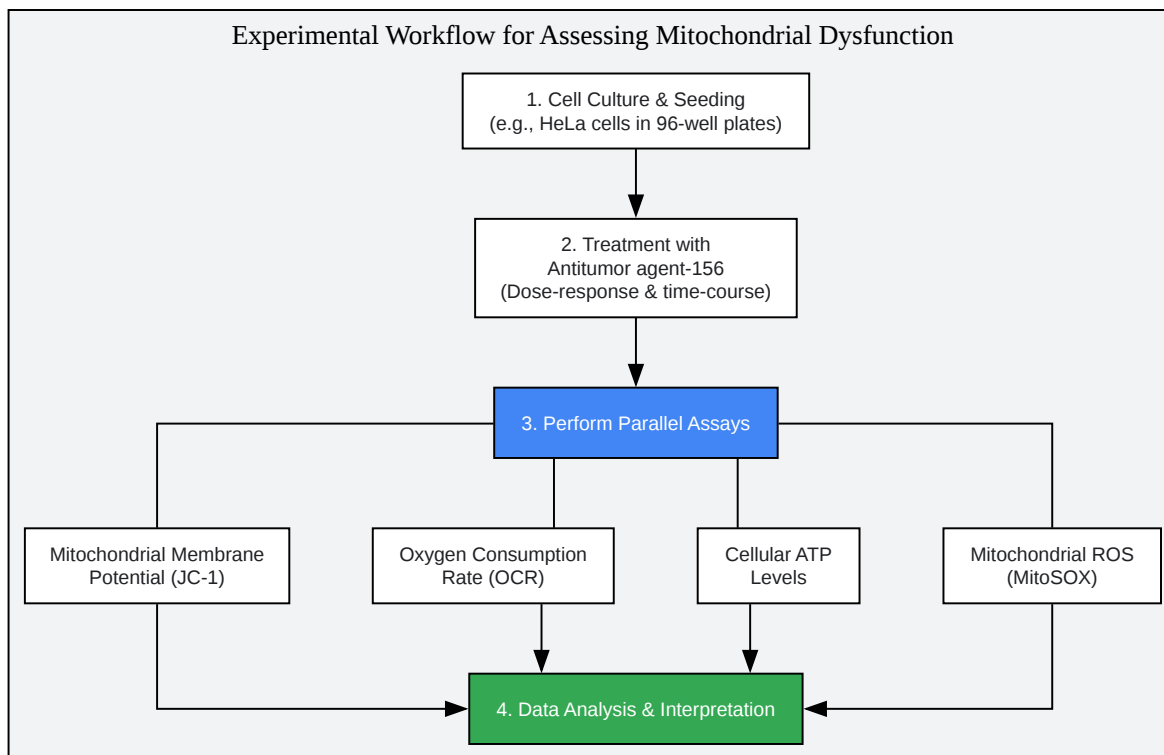 Experimental Workflow for Assessing Mitochondrial Dysfunction
1. Cell Culture & Seeding
(e.g., HeLa cells in 96-well plates)
2. Treatment with
Antitumor agent-156
(Dose-response & time-course)
3. Perform Parallel Assays
Mitochondrial Membrane
Potential (JC-1)
Oxygen Consumption
Rate (OCR)
Cellular ATP
Levels
Mitochondrial ROS
(MitoSOX)
4. Data Analysis & Interpretation